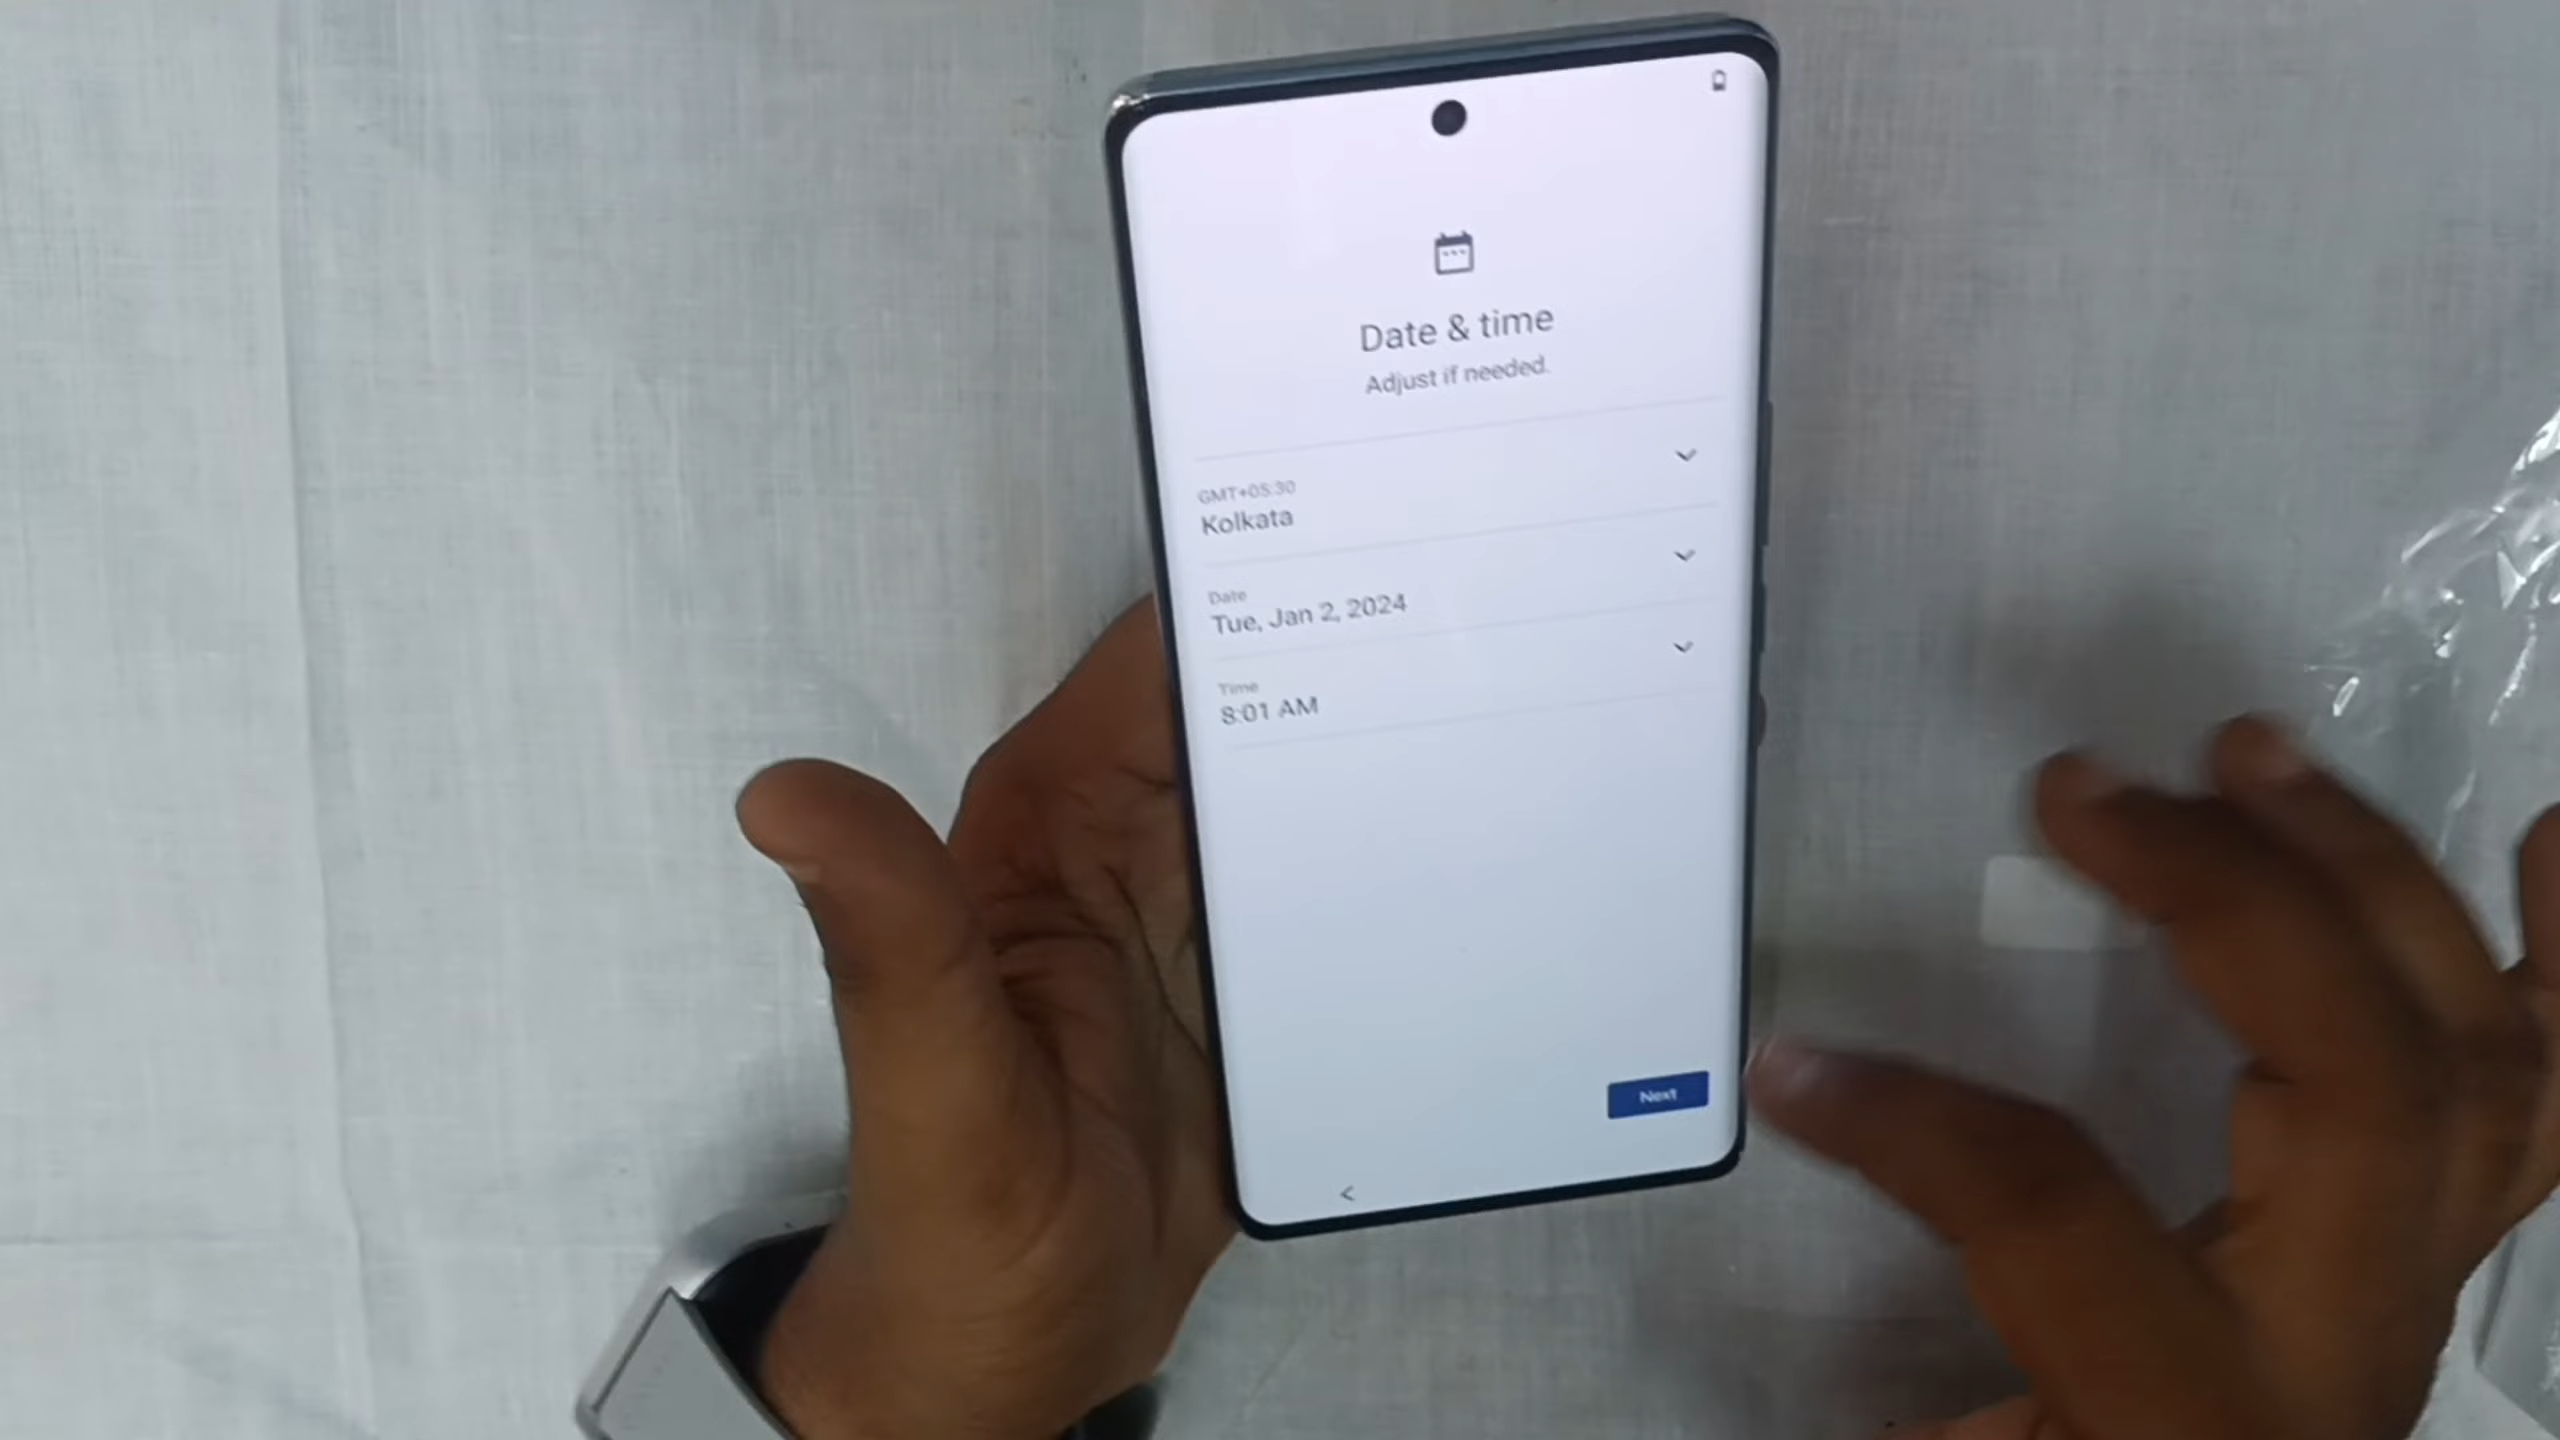 Date & time
Adjust if needed.
GMT+05:30
Kolkata
Date
Tue, Jan 2, 2024
Time
8:01 AM
Next